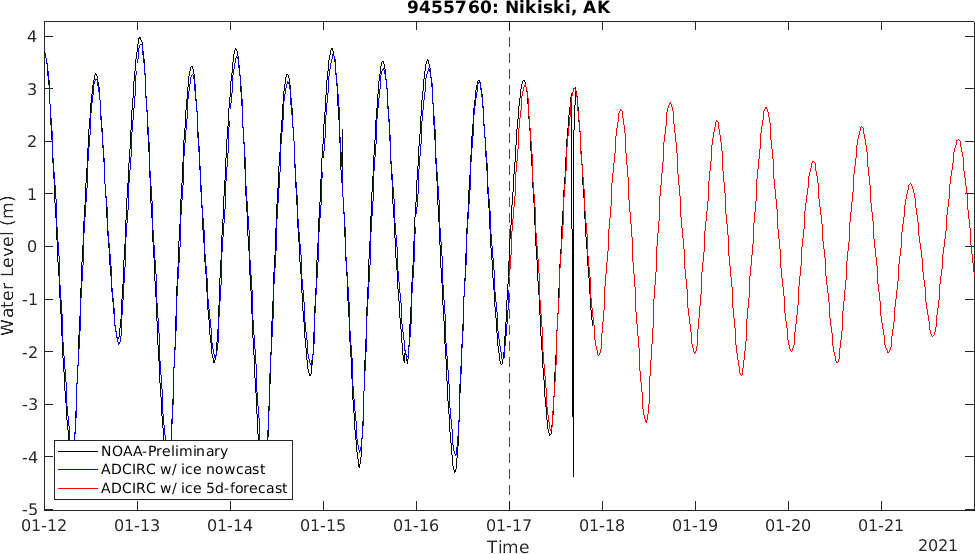 9455760: Nikiski, AK
Water Level (m)
4
3
2
1
0
-1
-2
-3
-4
-5
NOAA-Preliminary
ADCIRC w/ ice nowcast
ADCIRC w/ ice 5d-forecast
01-12 01-13 01-14 01-15 01-16 01-17 01-18 01-19 01-20 01-21
Time
2021